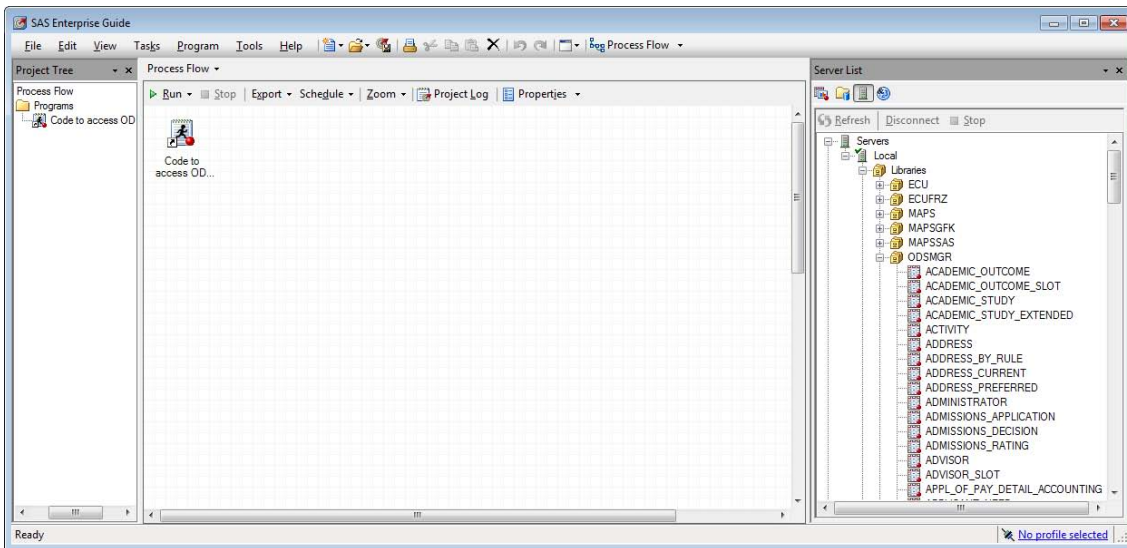 SAS Enterprise Guide
File Edit View Tasks Program Tools Help Process Flow
Project Tree
Process Flow
Programs
Code to access OD
Process Flow
Run Stop Export Schedule Zoom Project Log Properties
Code to
access OD...
Server List
Refresh Disconnect Stop
Servers
Local
Libraries
ECU
ECUFRZ
MAPS
MAPSGFK
MAPSSAS
ODSMGR
ACADEMIC_OUTCOME
ACADEMIC_OUTCOME_SLOT
ACADEMIC_STUDY
ACADEMIC_STUDY_EXTENDED
ACTIVITY
ADDRESS
ADDRESS_BY_RULE
ADDRESS_CURRENT
ADDRESS_PREFERRED
ADMINISTRATOR
ADMISSIONS_APPLICATION
ADMISSIONS_DECISION
ADMISSIONS_RATING
ADVISOR
ADVISOR_SLOT
APPL_OF_PAY_DETAIL_ACCOUNTING
Ready
No profile selected